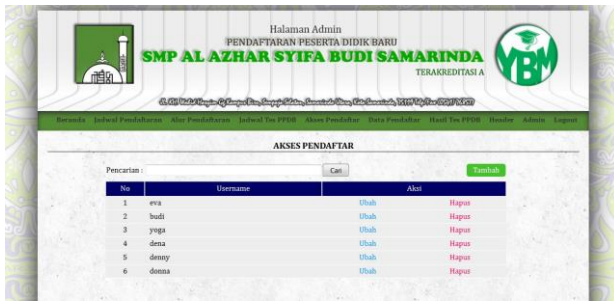 Halaman Admin
PENDAFTARAN PESERTA DIDIK BARU
SMP AL AZHAR SYIFA BUDI SAMARINDA
TERAKREDITASI A
YBM
Beranda Jadwal Pendaftaran Alur Pendaftaran Jadwal Tes PPDB Akses Pendaftar Data Pendaftar Hasil Tes PPDB Header Admin Logout
AKSES PENDAFTAR
Pencarian : Cari Tambah
No Username Aksi
1 eva Ubah Hapus
2 budi Ubah Hapus
3 yoga Ubah Hapus
4 dena Ubah Hapus
5 denny Ubah Hapus
6 donna Ubah Hapus